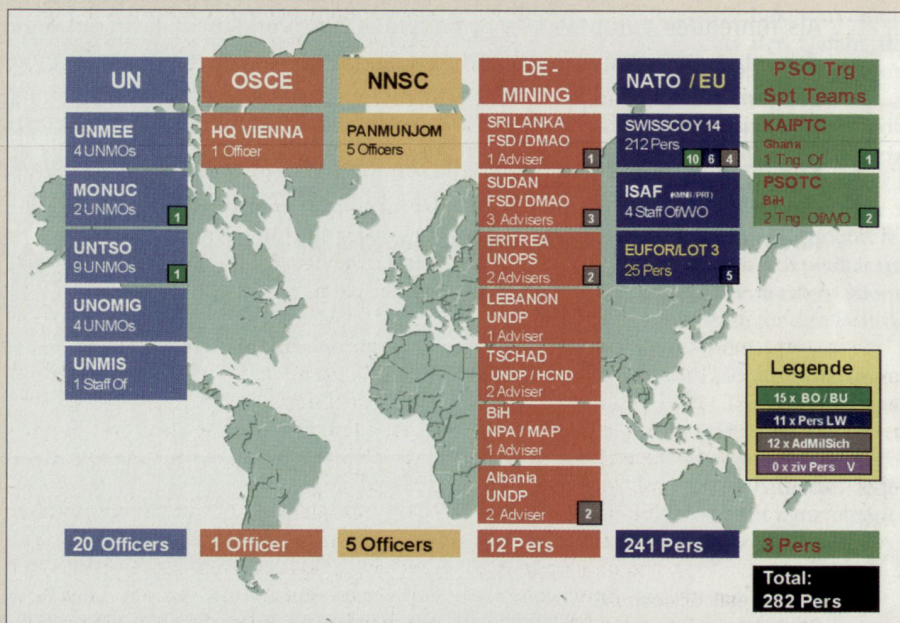 UN
UNMEE
4 UNMOs
MONUC
2 UNMOs
1
UNTSO
9 UNMOs
1
UNOMIG
4 UNMOs
UNMIS
1 Staff Of
20 Officers
OSCE
HQ VIENNA
1 Officer
1 Officer
NNSC
PANMUNJOM
5 Officers
5 Officers
DE -
MINING
SRI LANKA
FSD / DMAO
1 Adviser
1
SUDAN
FSD / DMAO
3 Advisers
3
ERITREA
UNOPS
2 Advisers
2
LEBANON
UNDP
1 Adviser
TSCHAD
UNDP / HCND
2 Adviser
BiH
NPA / MAP
1 Adviser
Albania
UNDP
2 Adviser
2
12 Pers
NATO / EU
SWISSCOY 14
212 Pers
10 6 4
ISAF (KMNB / PRT)
4 Staff Of/WO
EUFOR/LOT 3
25 Pers
5
241 Pers
PSO Trg
Spt Teams
KAIPTC
Ghana
1 Tng. Of
1
PSOTC
BiH
2 Tng. Of/WO
2
3 Pers
Legende
15 x BO / BU
11 x Pers LW
12 x AdMilSich
0 x ziv Pers V
Total:
282 Pers